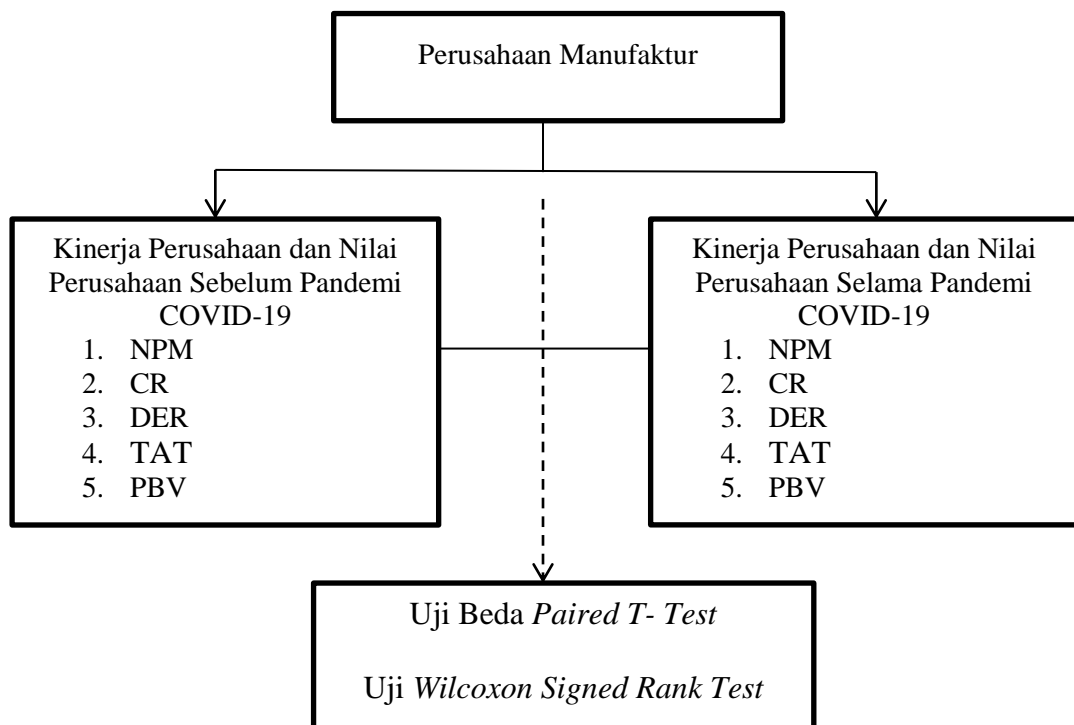 Perusahaan Manufaktur
Kinerja Perusahaan dan Nilai
Perusahaan Sebelum Pandemi
COVID-19
1. NPM
2. CR
3. DER
4. TAT
5. PBV
Kinerja Perusahaan dan Nilai
Perusahaan Selama Pandemi
COVID-19
1. NPM
2. CR
3. DER
4. TAT
5. PBV
Uji Beda Paired T- Test
Uji Wilcoxon Signed Rank Test